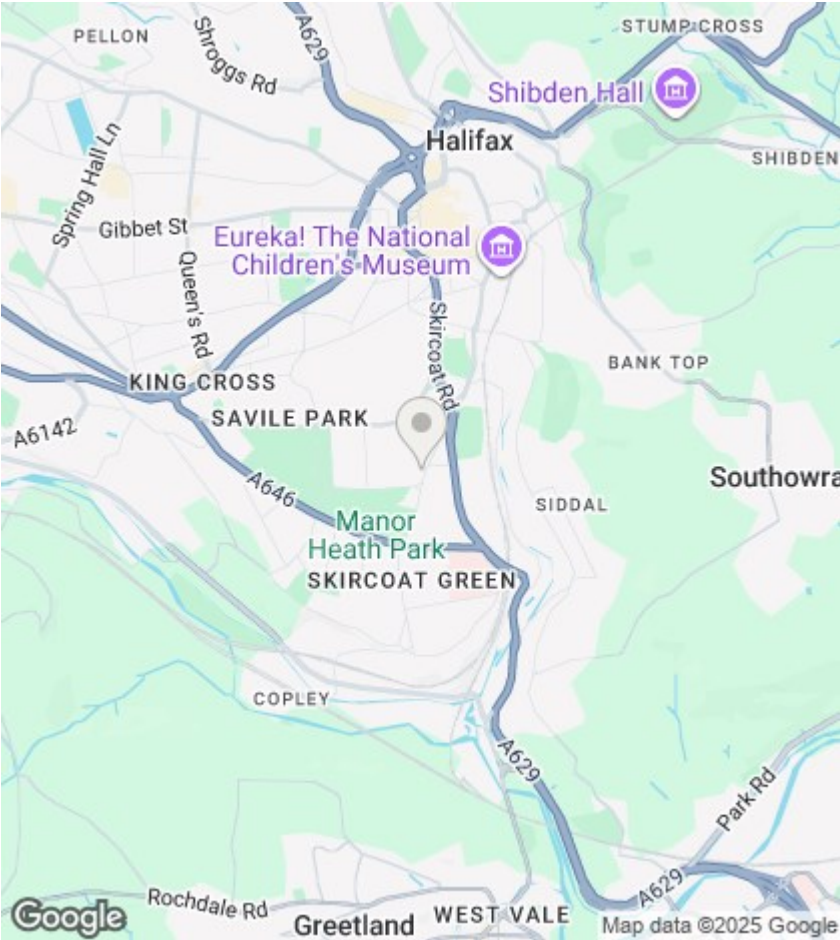 PELLON
Shroggs Rd
A629
STUMP CROSS
Shibden Hall
Halifax
SHIBDEN
Spring Hall Ln
Gibbet St
Queen's Rd
Eureka! The National
Children's Museum
Skircoat Rd
BANK TOP
KING CROSS
SAVILE PARK
A6142
A646
Southowra
SIDDAL
Manor
Heath Park
SKIRCOAT GREEN
COPLEY
A629
Park Rd
A629
Rochdale Rd
Greetland
WEST VALE
Google
Map data ©2025 Google